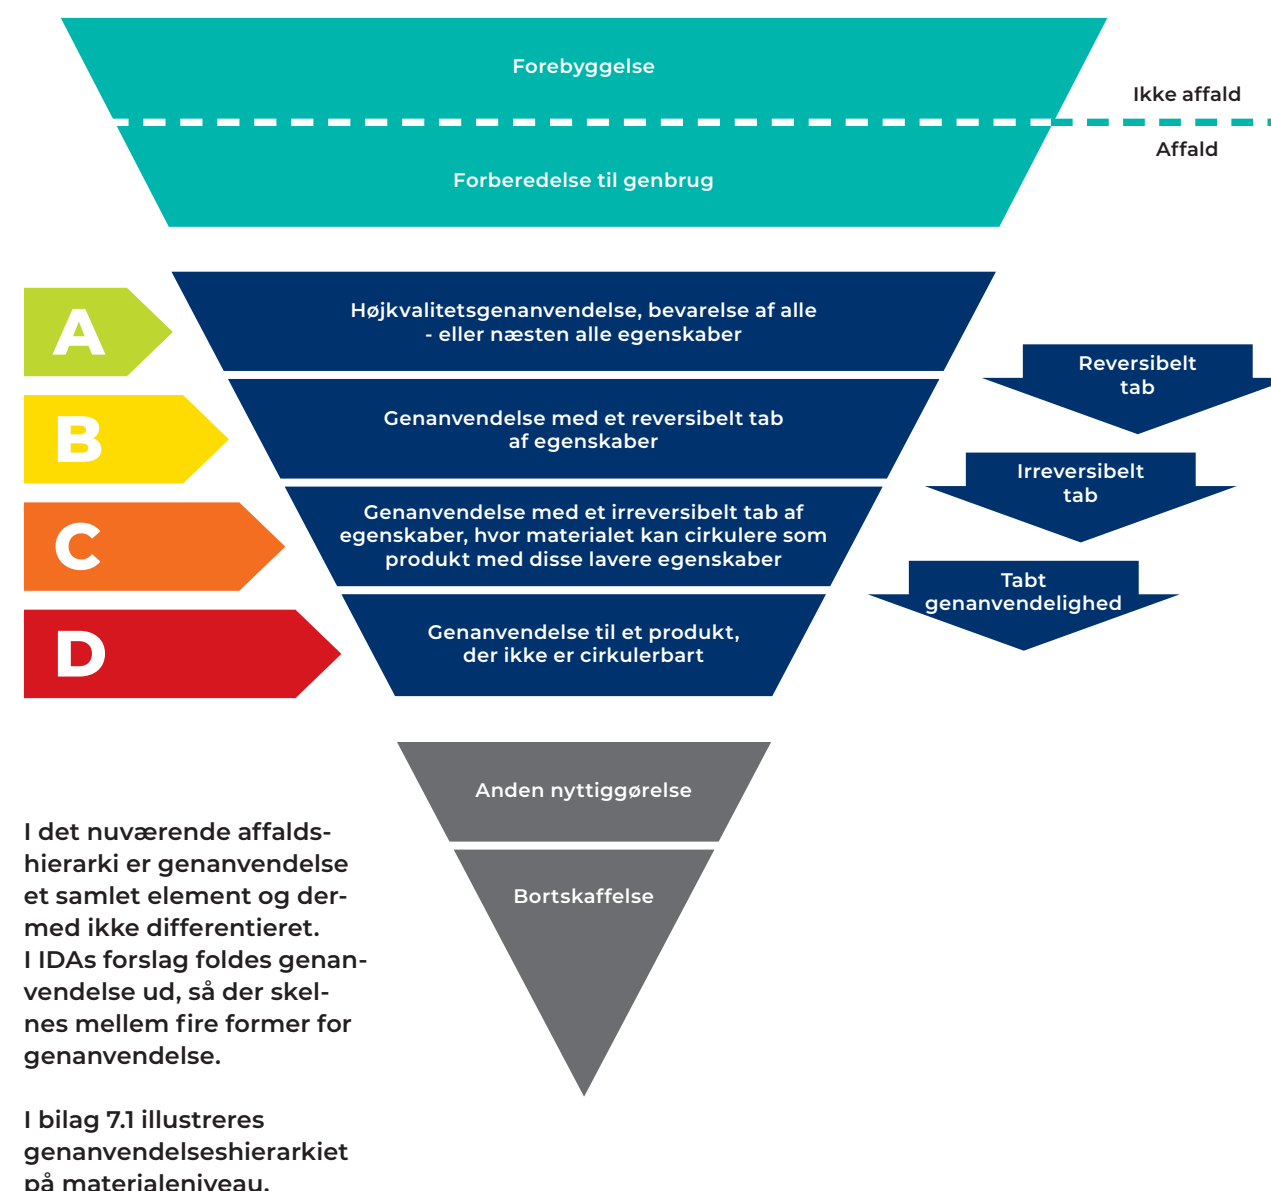 Forebyggelse
Ikke affald
Affald
Forberedelse til genbrug
A
Højkvalitetsgenanvendelse, bevarelse af alle
- eller næsten alle egenskaber
Reversibelt
tab
B
Genanvendelse med et reversibelt tab
af egenskaber
Irreversibelt
tab
C
Genanvendelse med et irreversibelt tab af
egenskaber, hvor materialet kan cirkulere som
produkt med disse lavere egenskaber
Tabt
genanvendelighed
D
Genanvendelse til et produkt,
der ikke er cirkulerbart
Anden nyttiggørelse
Bortskaffelse
I det nuværende affalds-
hierarki er genanvendelse
et samlet element og der-
med ikke differentieret.
I IDAs forslag foldes genan-
vendelse ud, så der skel-
nes mellem fire former for
genanvendelse.
I bilag 7.1 illustreres
genanvendelseshierarkiet
på materialeniveau.